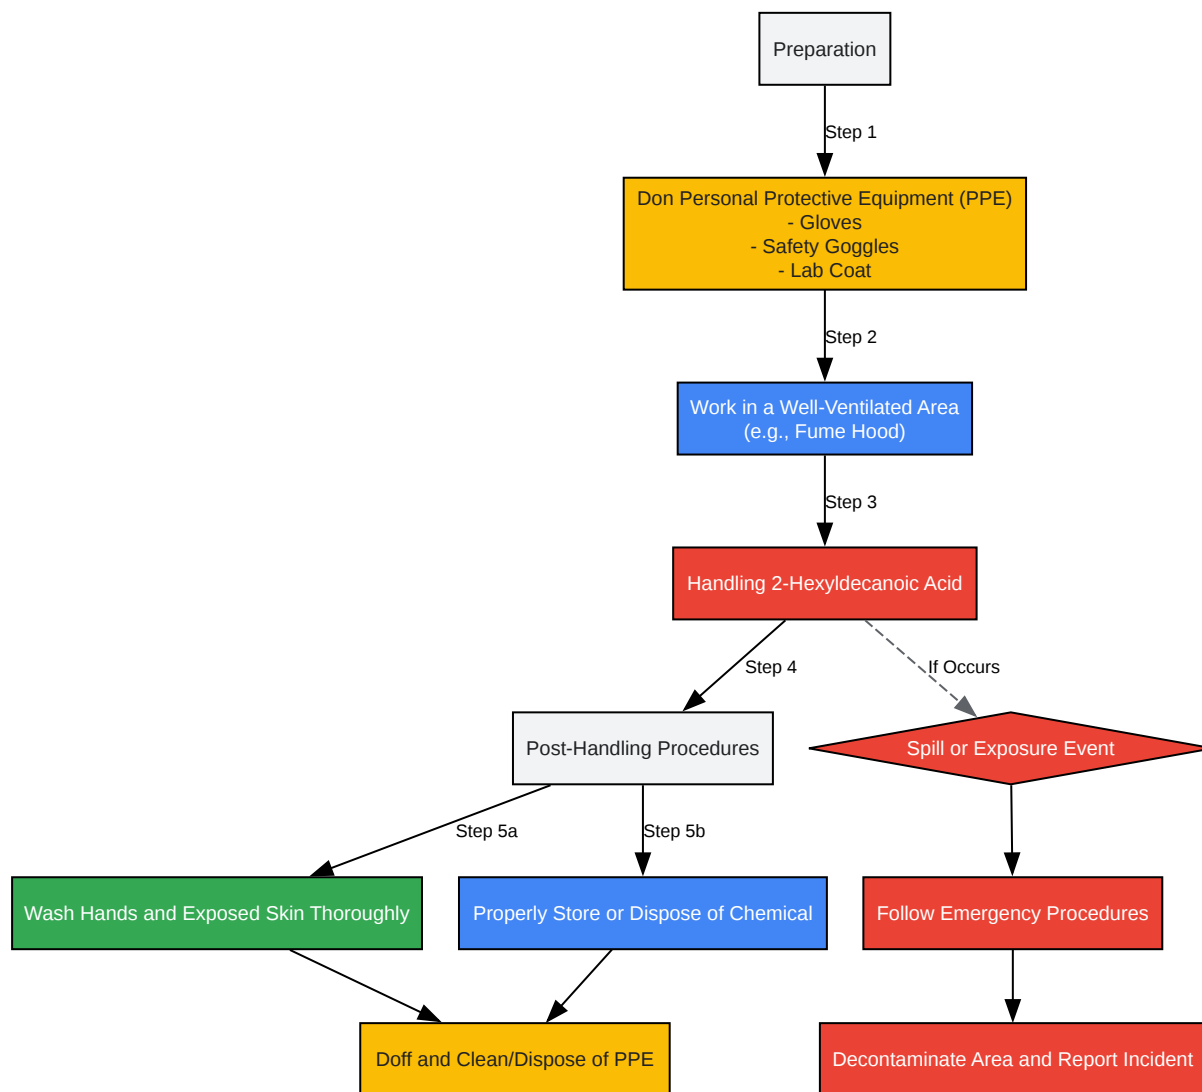 Preparation
Step 1
Don Personal Protective Equipment (PPE)
- Gloves
- Safety Goggles
- Lab Coat
Step 2
Work in a Well-Ventilated Area
(e.g., Fume Hood)
Step 3
Handling 2-Hexyldecanoic Acid
Step 4
If Occurs
Post-Handling Procedures
Spill or Exposure Event
Step 5a
Step 5b
Wash Hands and Exposed Skin Thoroughly
Properly Store or Dispose of Chemical
Follow Emergency Procedures
Doff and Clean/Dispose of PPE
Decontaminate Area and Report Incident